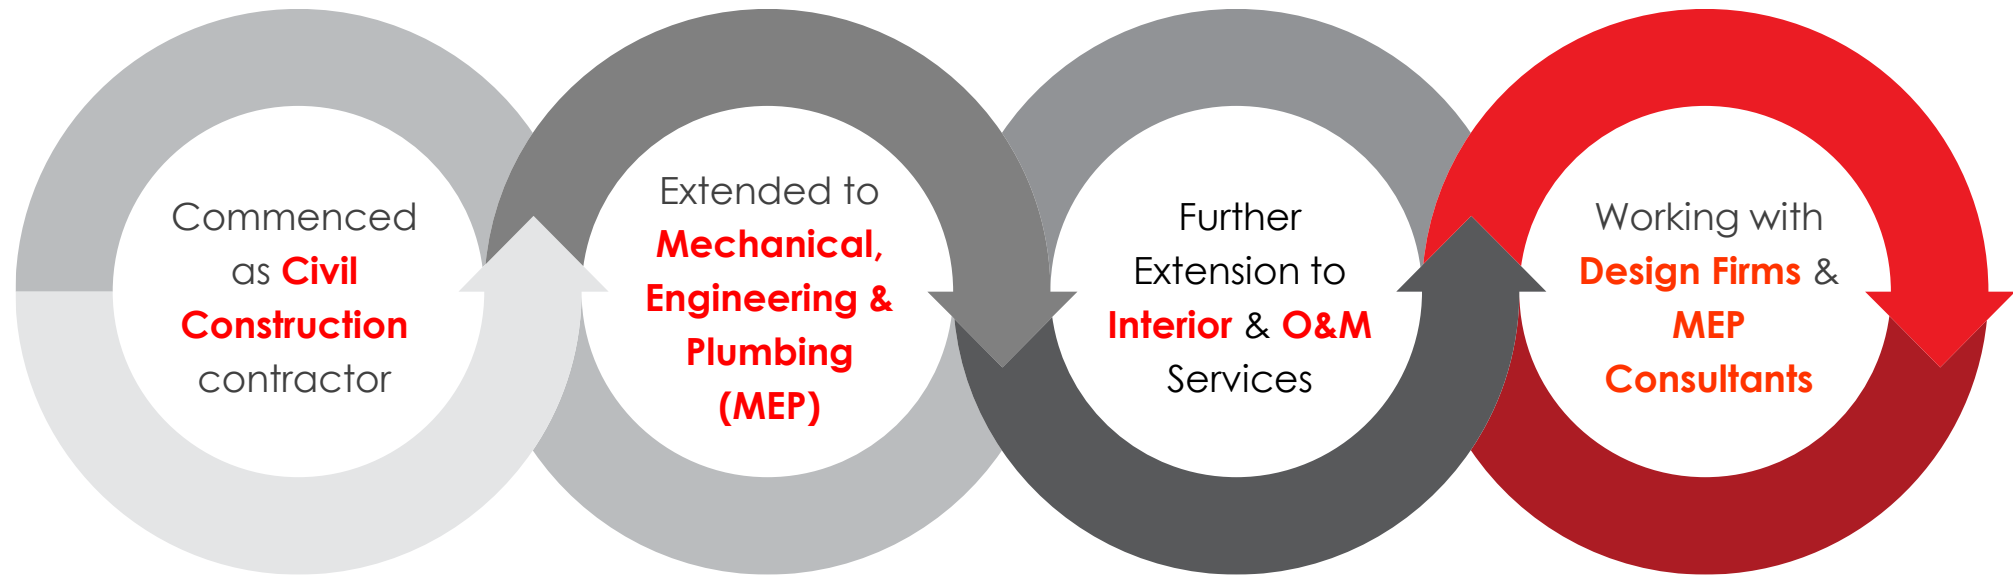 Commenced
as Civil
Construction
contractor
Extended to
Mechanical,
Engineering &
Plumbing
(MEP)
Further
Extension to
Interior & O&M
Services
Working with
Design Firms &
MEP
Consultants